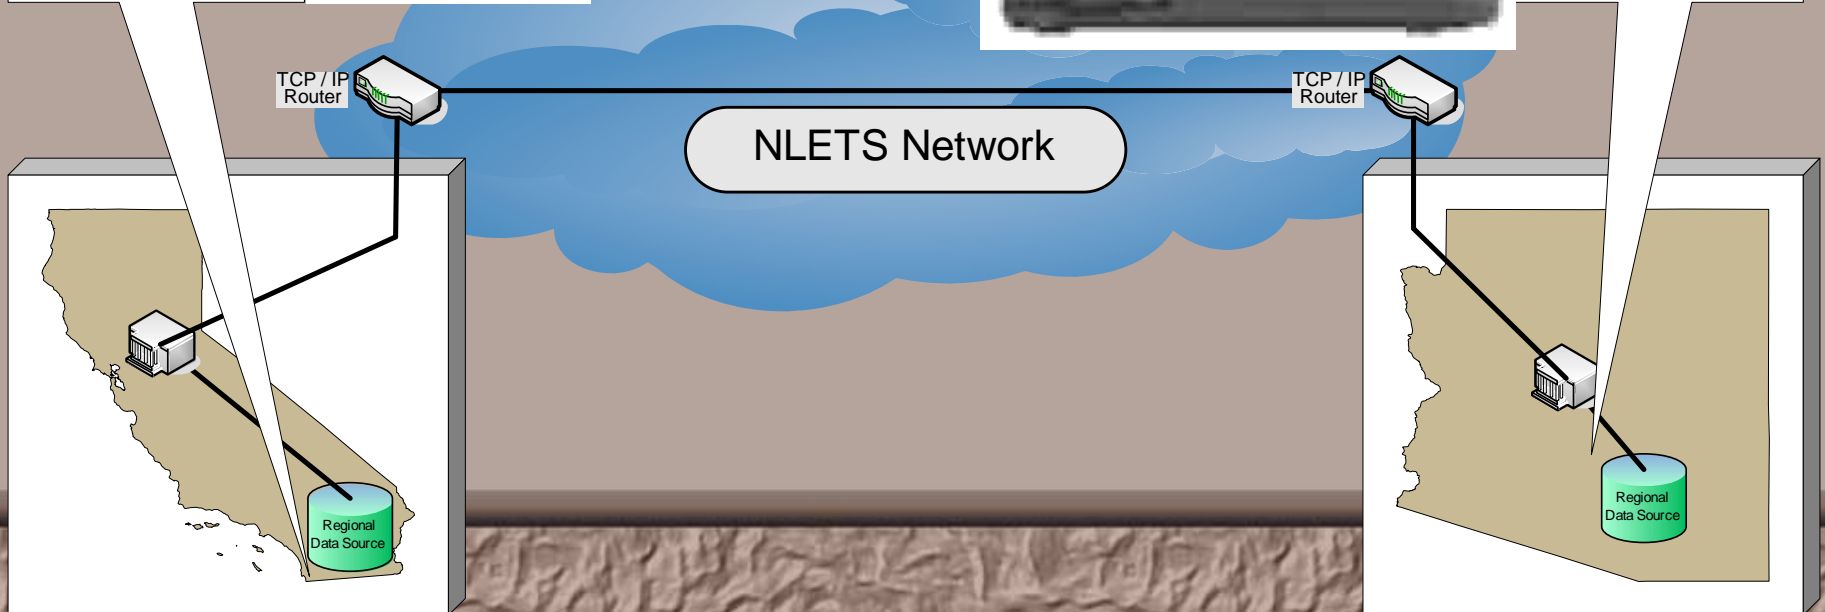 TCP / IP
Router
TCP / IP
Router
NLETS Network
Regional
Data Source
Regional
Data Source